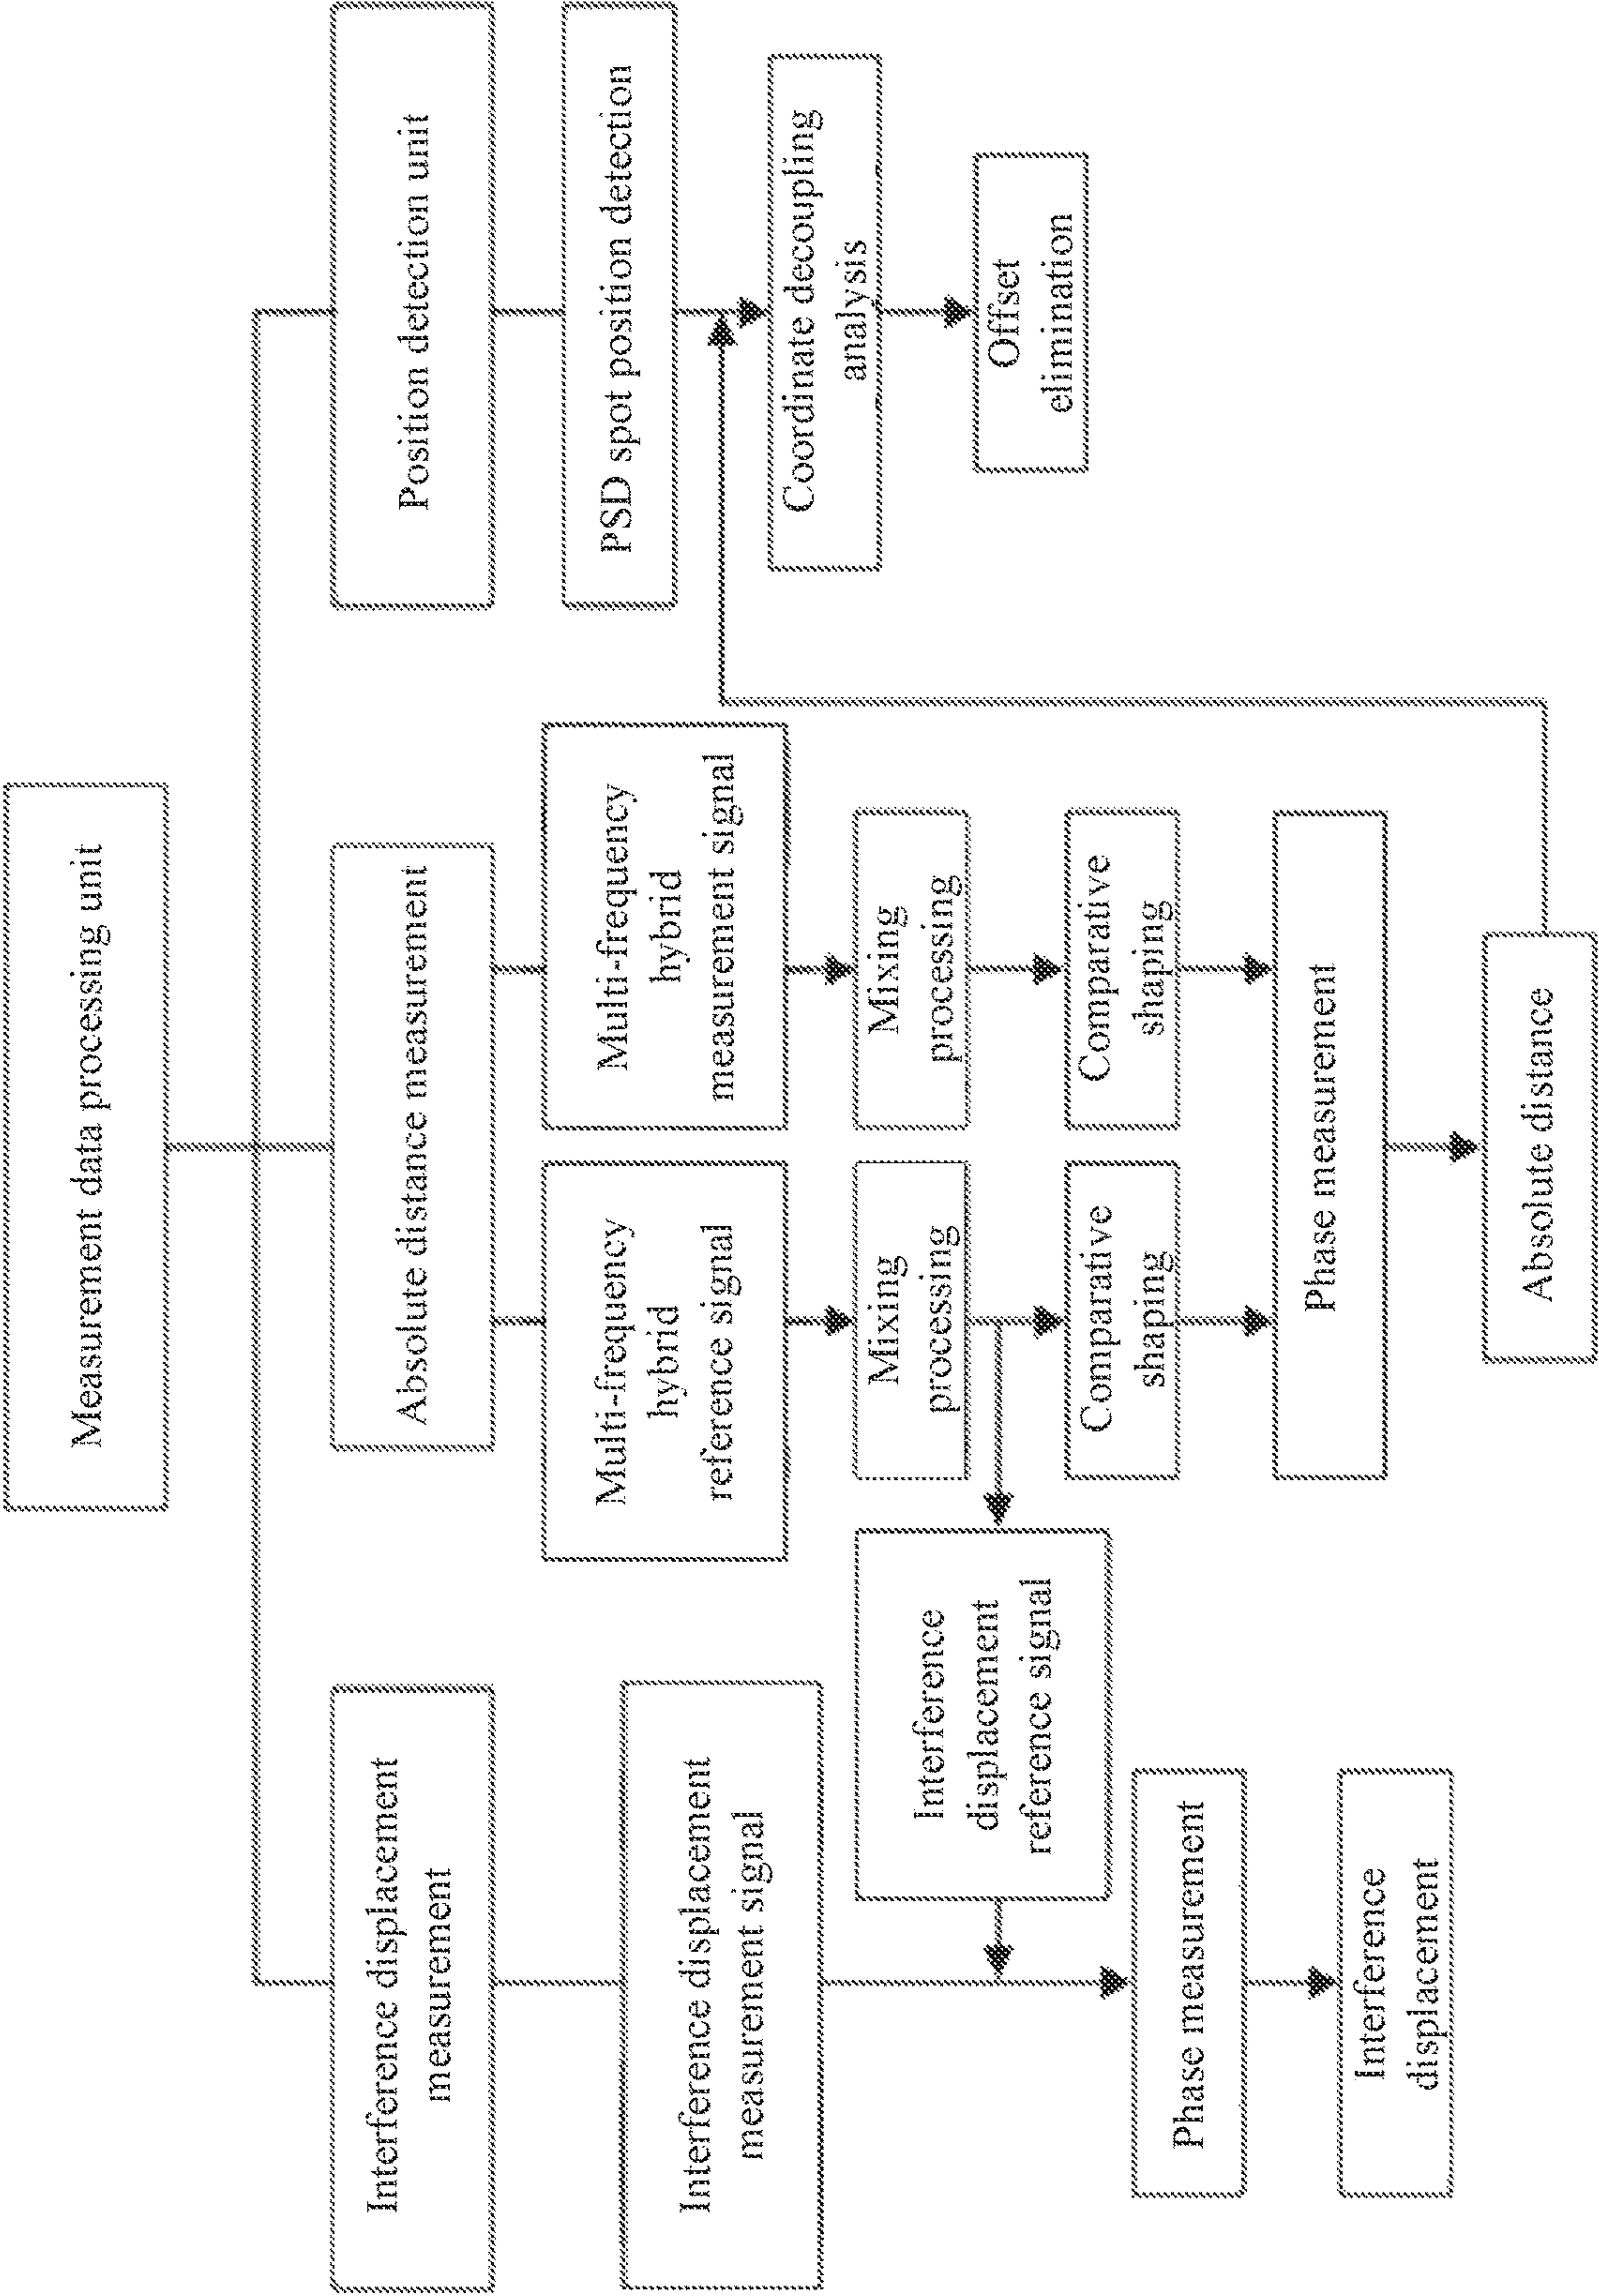 Measurement data processing unit
Interference displacement
measurement
Absolute distance measurement
Position detection unit
Interference displacement
measurement signal
Multi-frequency
hybrid
reference signal
Multi-frequency
hybrid
measurement signal
PSD spot position detection
Interference
displacement
reference signal
Mixing
processing
Mixing
processing
Coordinate decoupling
analysis
Comparative
shaping
Comparative
shaping
Offset
elimination
Phase measurement
Phase measurement
Interference
displacement
Absolute distance